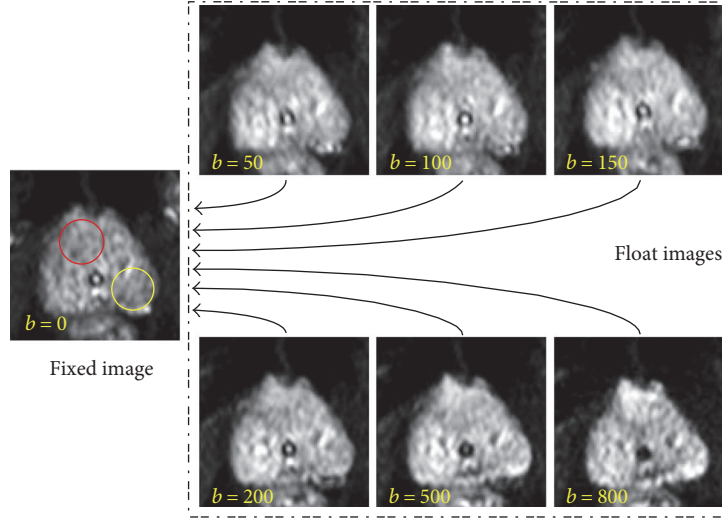 b = 50
b = 100
b = 150
Float images
b = 0
Fixed image
b = 200
b = 500
b = 800